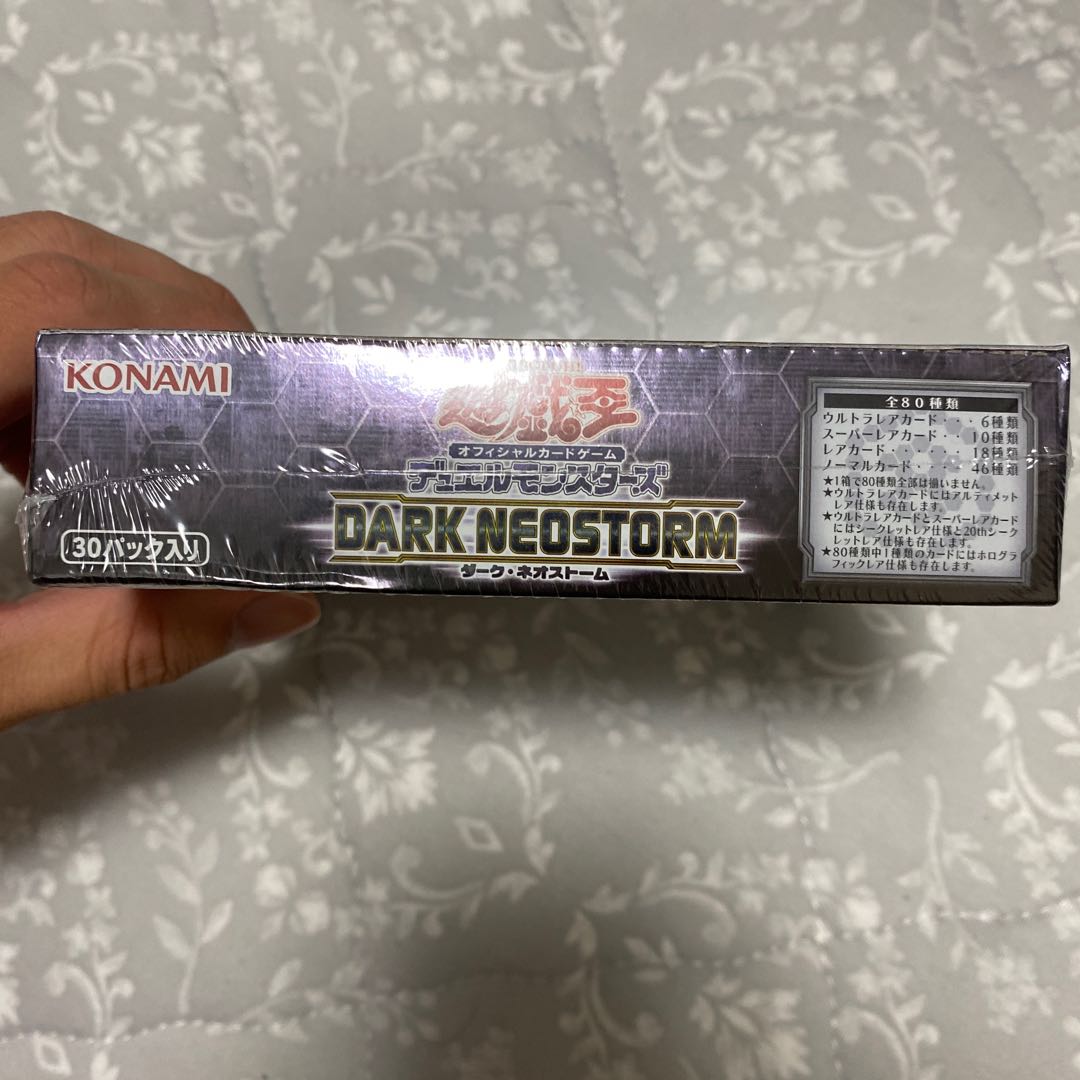 KONAMI
遊戯王
オフィシャルカードゲーム
デュエルモンスターズ
DARK NEOSTORM
ダーク・ネオストーム
30パック入り
全80種類
ウルトラレアカード・・・6種類
スーパーレアカード・・10種類
レアカード・・・・・18種類
ノーマルカード・・・・46種類
★1箱で80種類全部は揃いません。
★ウルトラレアカードにはアルティメット
レア仕様も存在します。
★ウルトラレアカードとスーパーレアカード
にはシークレットレア仕様と20thシーク
レットレア仕様も存在します。
★80種類中1種類のカードにはホログラ
フィックレア仕様も存在します。